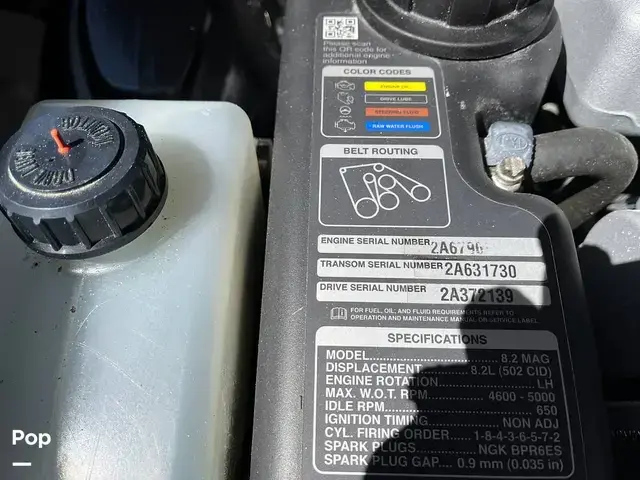 Please scan
this QR code for
additional engine
information
COLOR CODES
ENGINE OIL
DRIVE LUBE
STEERING FLUID
RAW WATER FLUSH
BELT ROUTING
ENGINE SERIAL NUMBER 2A6796
TRANSOM SERIAL NUMBER 2A631730
DRIVE SERIAL NUMBER 2A372139
FOR FUEL, OIL, AND FLUID REQUIREMENTS REFER TO
OPERATION AND MAINTENANCE MANUAL OR SERVICE LABEL
SPECIFICATIONS
MODEL........................8.2 MAG
DISPLACEMENT............8.2L (502 CID)
ENGINE ROTATION....................LH
MAX. W.O.T. RPM........4600 - 5000
IDLE RPM............................650
IGNITION TIMING............NON ADJ
CYL. FIRING ORDER.....1-8-4-3-6-5-7-2
SPARK PLUGS............NGK BPR6ES
SPARK PLUG GAP.....0.9 mm (0.035 in)
Pop